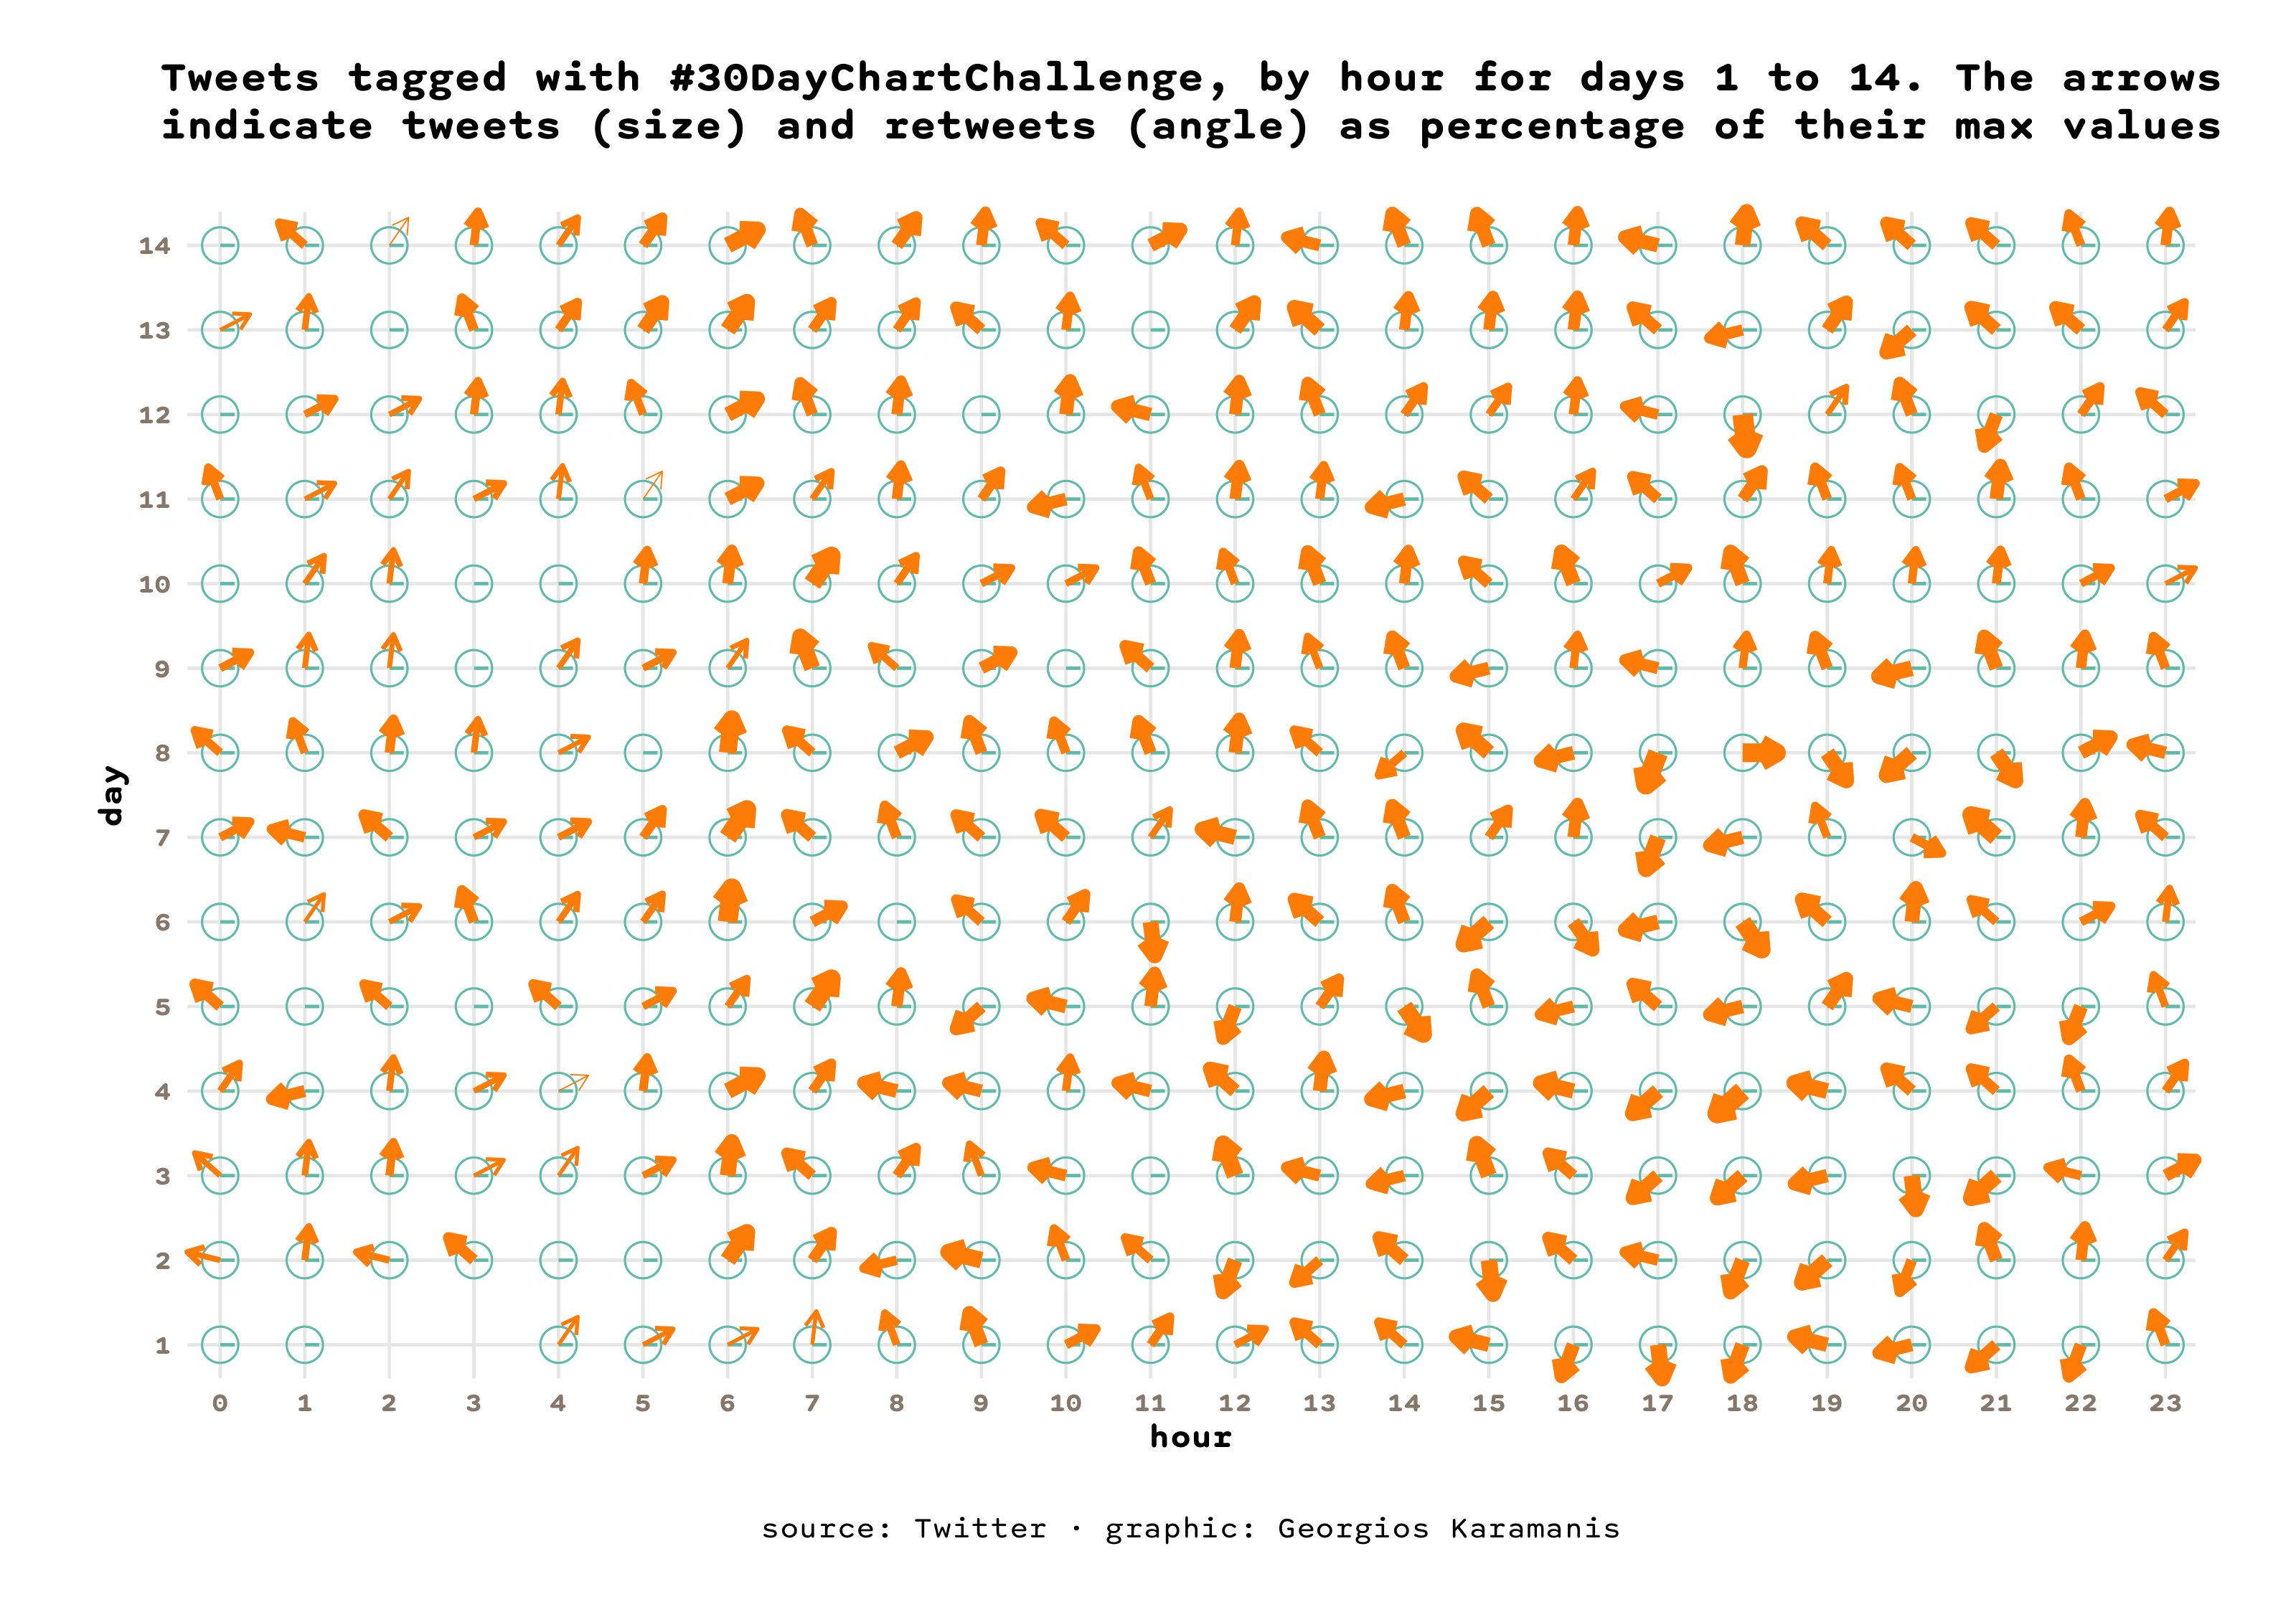 Tweets tagged with #30DayChartChallenge, by hour for days 1 to 14. The arrows
indicate tweets (size) and retweets (angle) as percentage of their max values
14
13
12
11
10
9
8
day
7
6
5
4
3
2
1
0 1 2 3 4 5 6 7 8 9 10 11 12 13 14 15 16 17 18 19 20 21 22 23
hour
source: Twitter · graphic: Georgios Karamanis